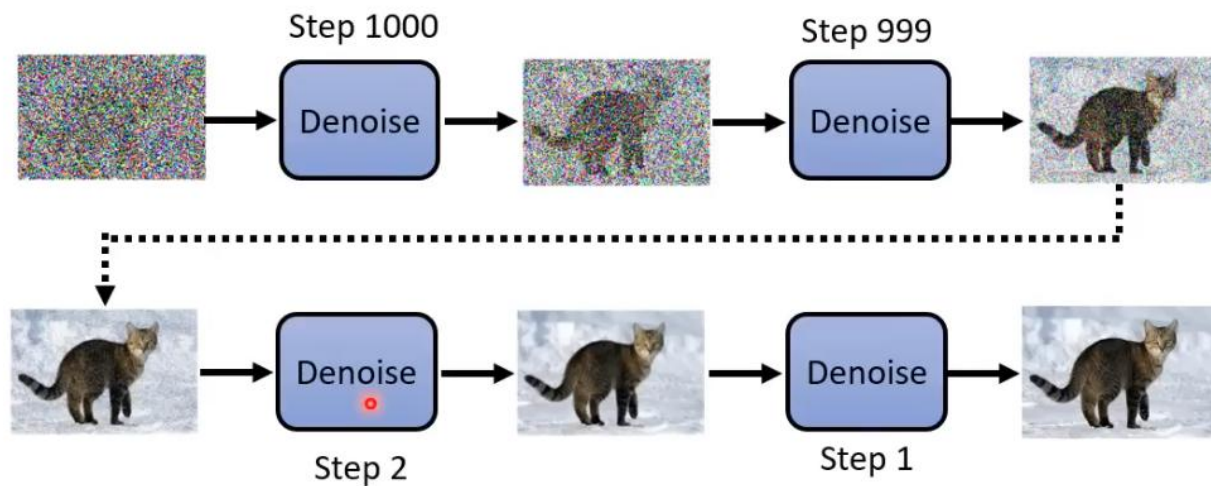 Step 1000
Step 999
Denoise
Denoise
Denoise
Denoise
Step 2
Step 1